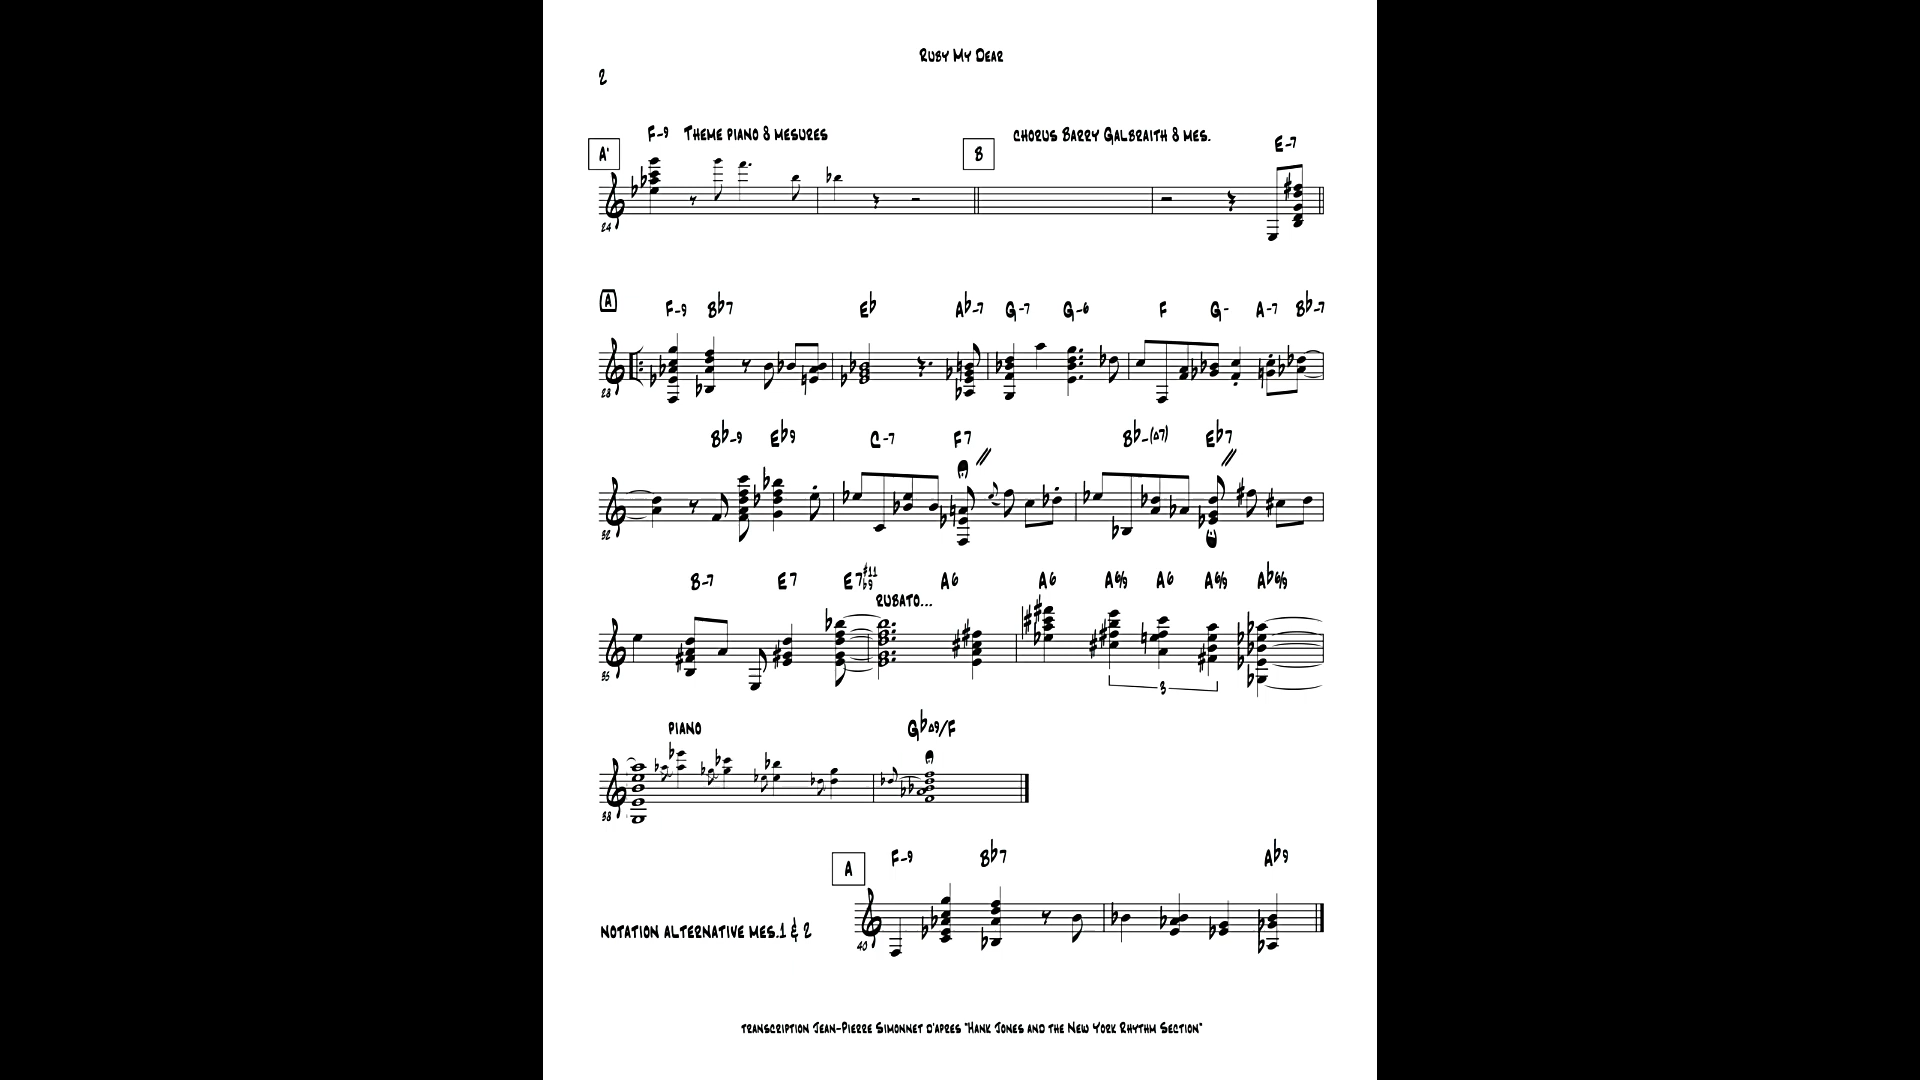 Ruby My Dear
2
A' F-9 Theme piano 8 mesures B chorus Barry Galbraith 8 mes. E-7
24
A F-9 Bb7 Eb Ab-7 G-7 G-6 F G- A-7 Bb-7
28
Bb-9 Eb9 C-7 F7 Bb-(Δ7) Eb7
32
B-7 E7 E7#11b9 A6 A6 A6/9 A6 A6/9 Ab6/9
rubato...
35
3
piano GbΔ9/F
38
A F-9 Bb7 Ab9
notation alternative mes.1 & 2
40
transcription Jean-Pierre Simonnet d'apres "Hank Jones and the New York Rhythm Section"